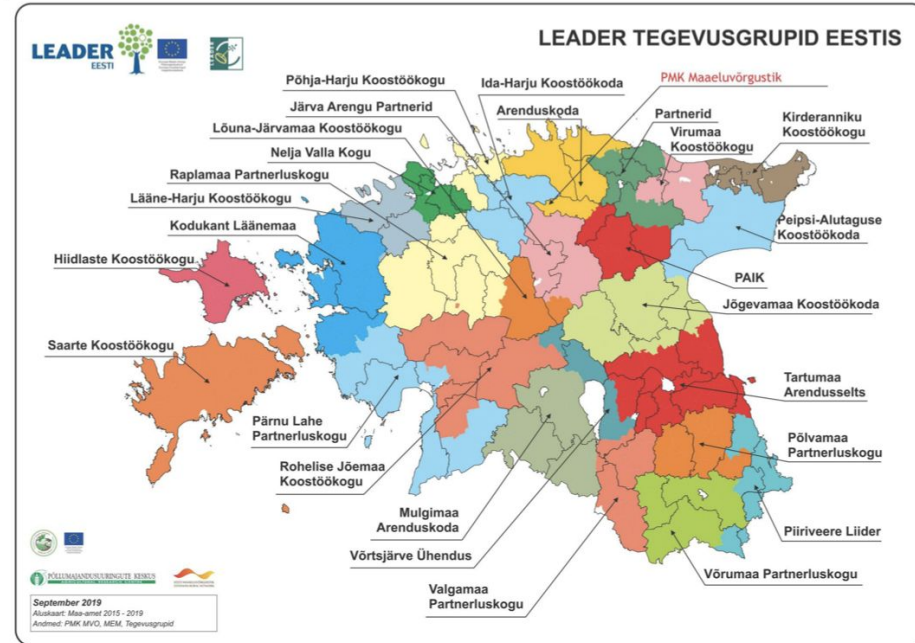 LEADER
EESTI
LEADER TEGEVUSGRUPID EESTIS
Põhja-Harju Koostöökogu
Ida-Harju Koostöökoda
PMK Maaeluvõrgustik
Järva Arengu Partnerid
Arenduskoda
Partnerid
Kirderanniku
Koostöökogu
Lõuna-Järvamaa Koostöökogu
Virumaa
Koostöökogu
Nelja Valla Kogu
Raplamaa Partnerluskogu
Lääne-Harju Koostöökogu
Kodukant Läänemaa
Peipsi-Alutaguse
Koostöökoda
Hiidlaste Koostöökogu
PAIK
Jõgevamaa Koostöökoda
Saarte Koostöökogu
Tartumaa
Arendusselts
Pärnu Lahe
Partnerluskogu
Põlvamaa
Partnerluskogu
Rohelise Jõemaa
Koostöökogu
Mulgimaa
Arenduskoda
Piiriveere Liider
Võrtsjärve Ühendus
Võrumaa Partnerluskogu
Valgamaa
Partnerluskogu
PÕLLUMAJANDUSUURINGUTE KESKUS
AGRICULTURAL RESEARCH CENTRE
September 2019
Aluskaart: Maa-amet 2015 - 2019
Andmed: PMK MVO, MEM, Tegevusgrupid